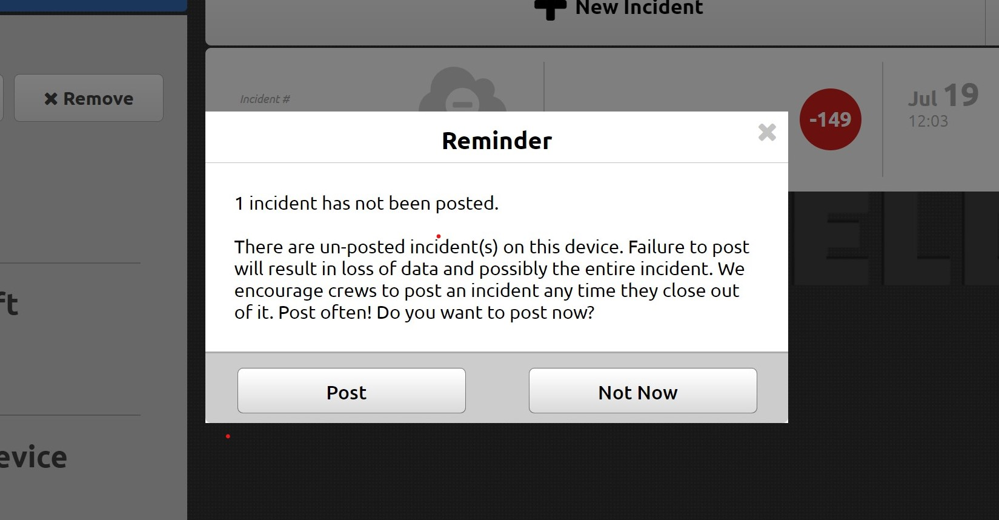 New Incident
✖ Remove
Incident #
-149
Jul 19
12:03
Reminder
1 incident has not been posted.
There are un-posted incident(s) on this device. Failure to post
will result in loss of data and possibly the entire incident. We
encourage crews to post an incident any time they close out
of it. Post often! Do you want to post now?
Post
Not Now
ft
evice